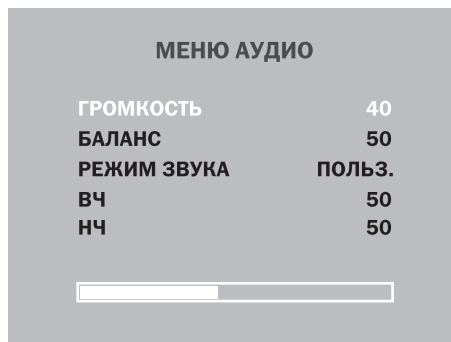 МЕНЮ АУДИО
ГРОМКОСТЬ 40
БАЛАНС 50
РЕЖИМ ЗВУКА ПОЛЬЗ.
ВЧ 50
НЧ 50